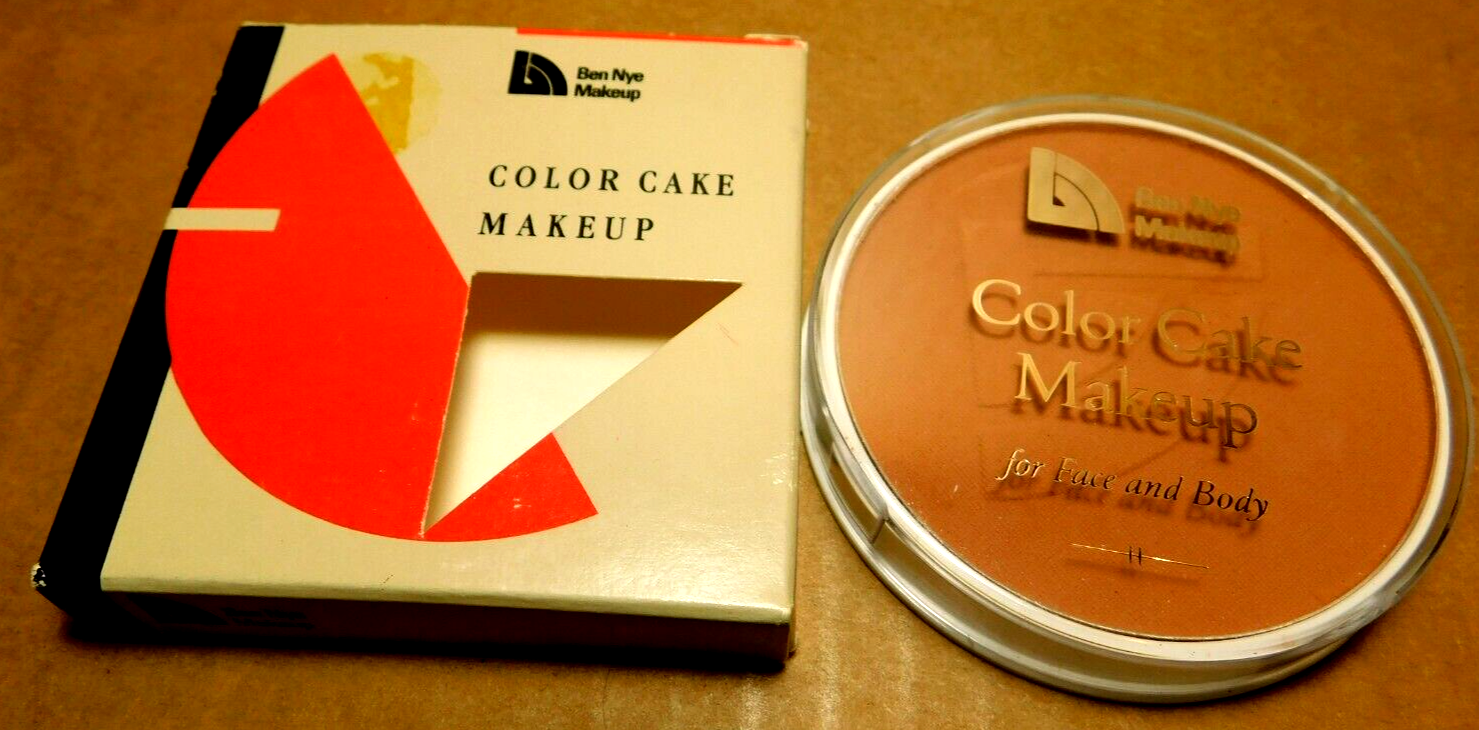 Ben Nye
Makeup
COLOR CAKE
MAKEUP
Ben Nye
Makeup
Color Cake
Makeup
for Face and Body